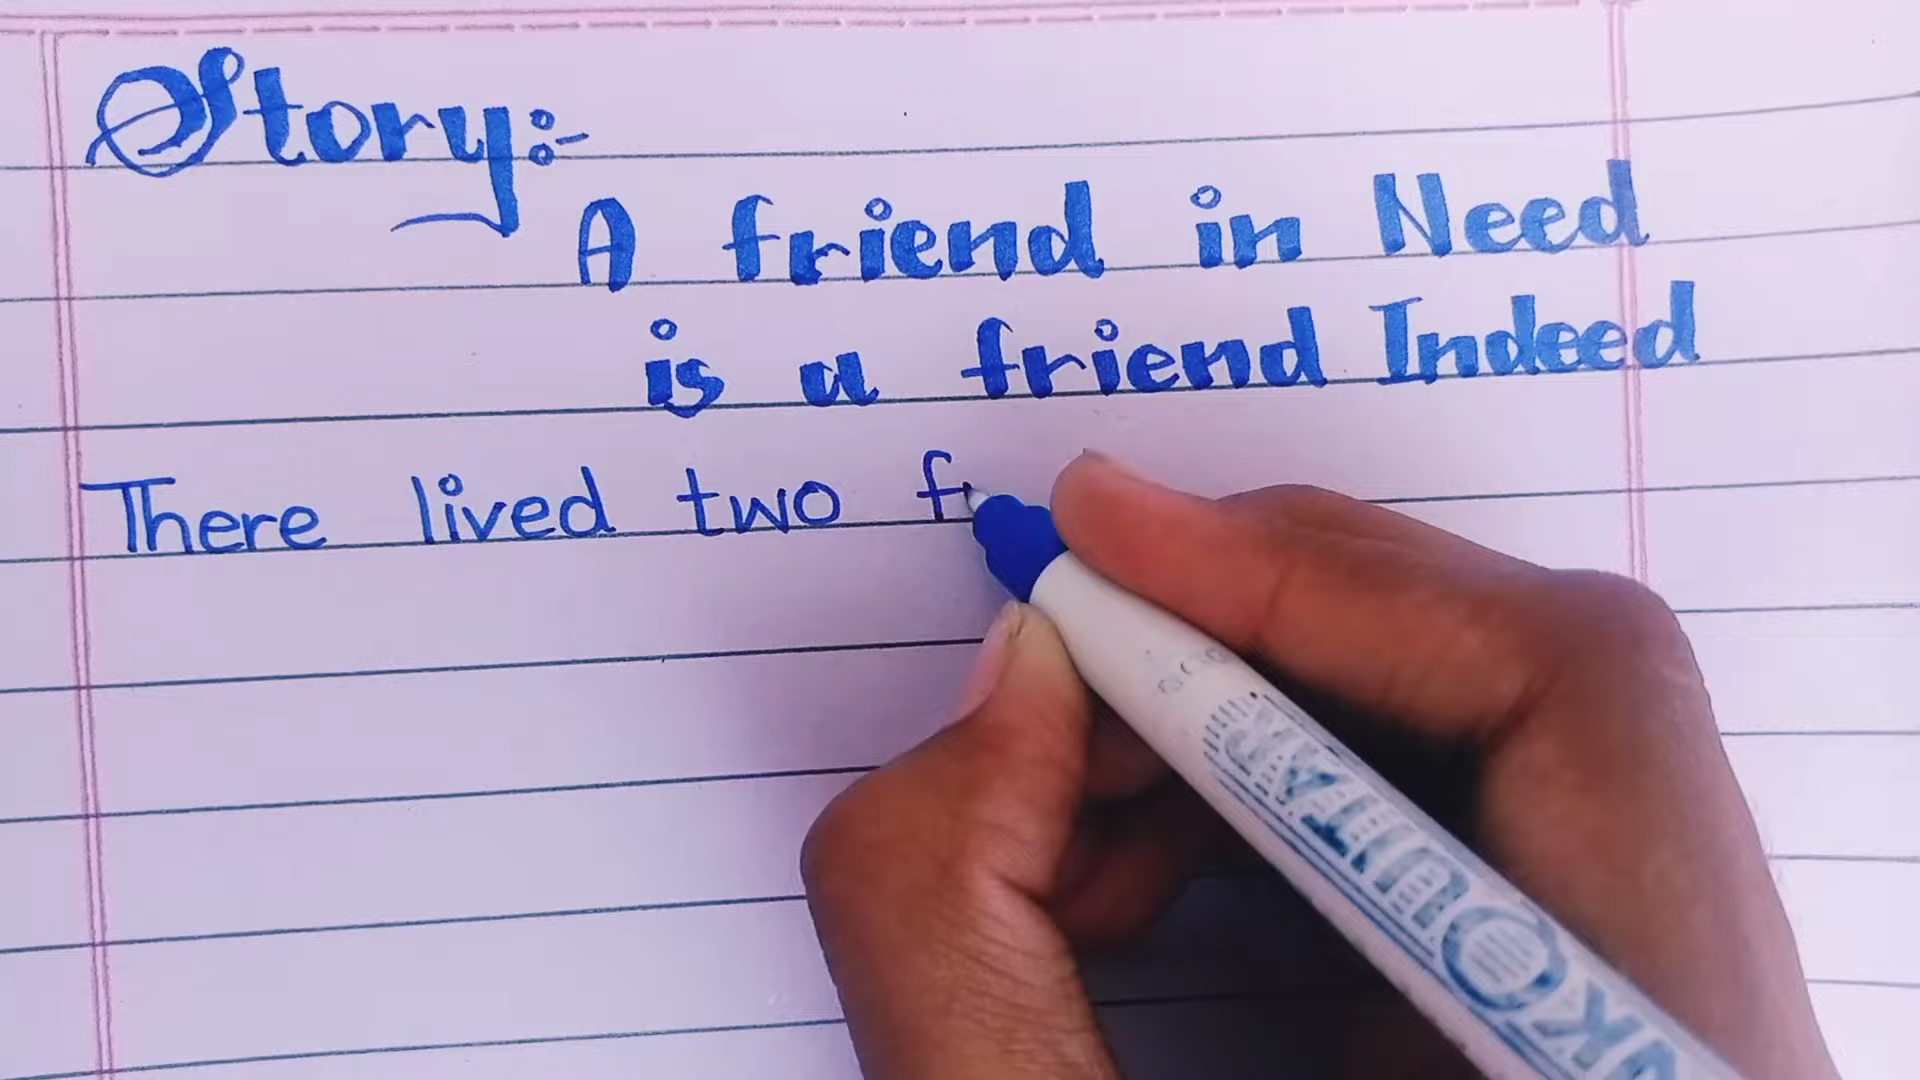 Story:-
A friend in Need
is a friend Indeed
There lived two f